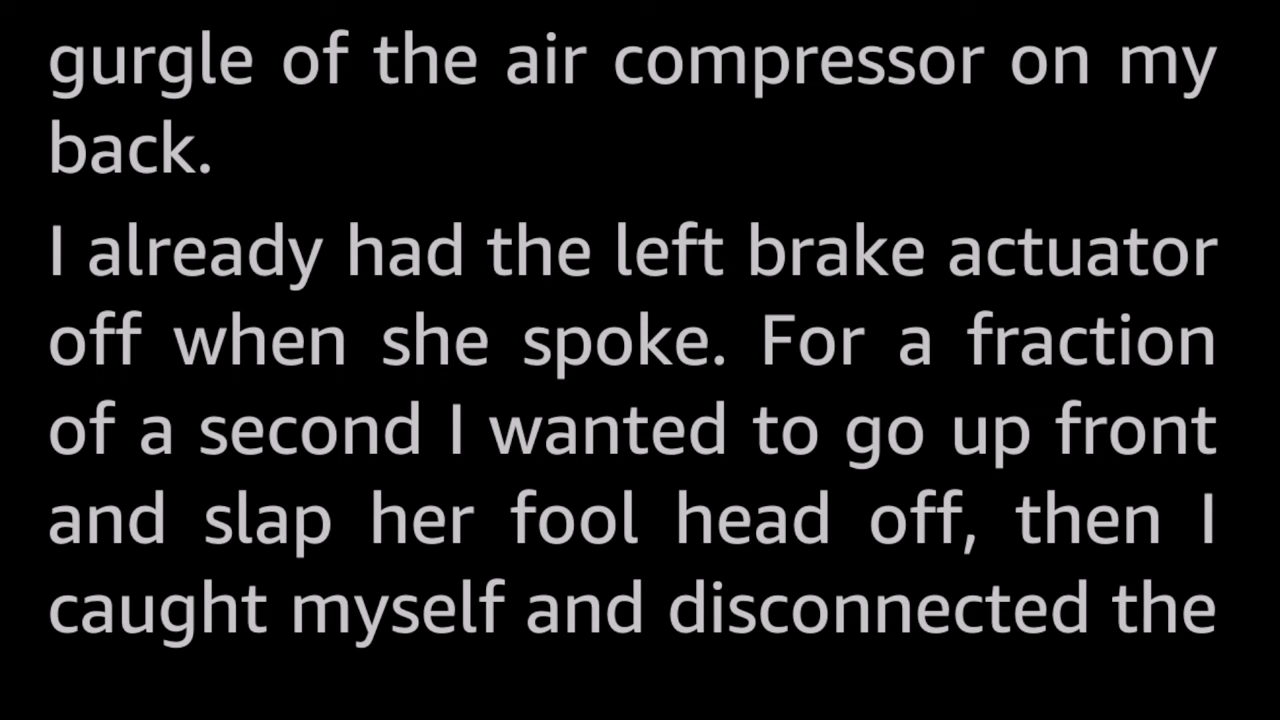 gurgle of the air compressor on my
back.
I already had the left brake actuator
off when she spoke. For a fraction
of a second I wanted to go up front
and slap her fool head off, then I
caught myself and disconnected the